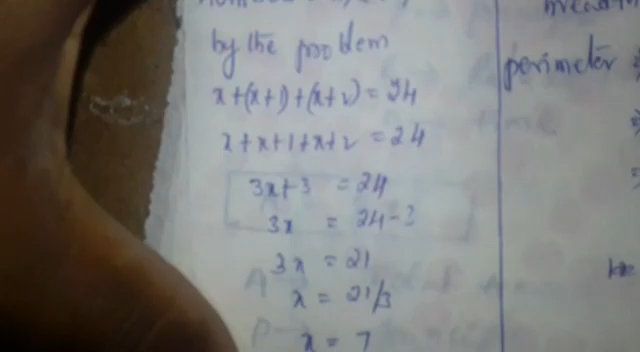 by the problem
x+(x+1)+(x+2)=24
x+x+1+x+2 = 24
3x+3 = 24
3x = 24-3
3x = 21
x = 21/3
x = 7
perimeter